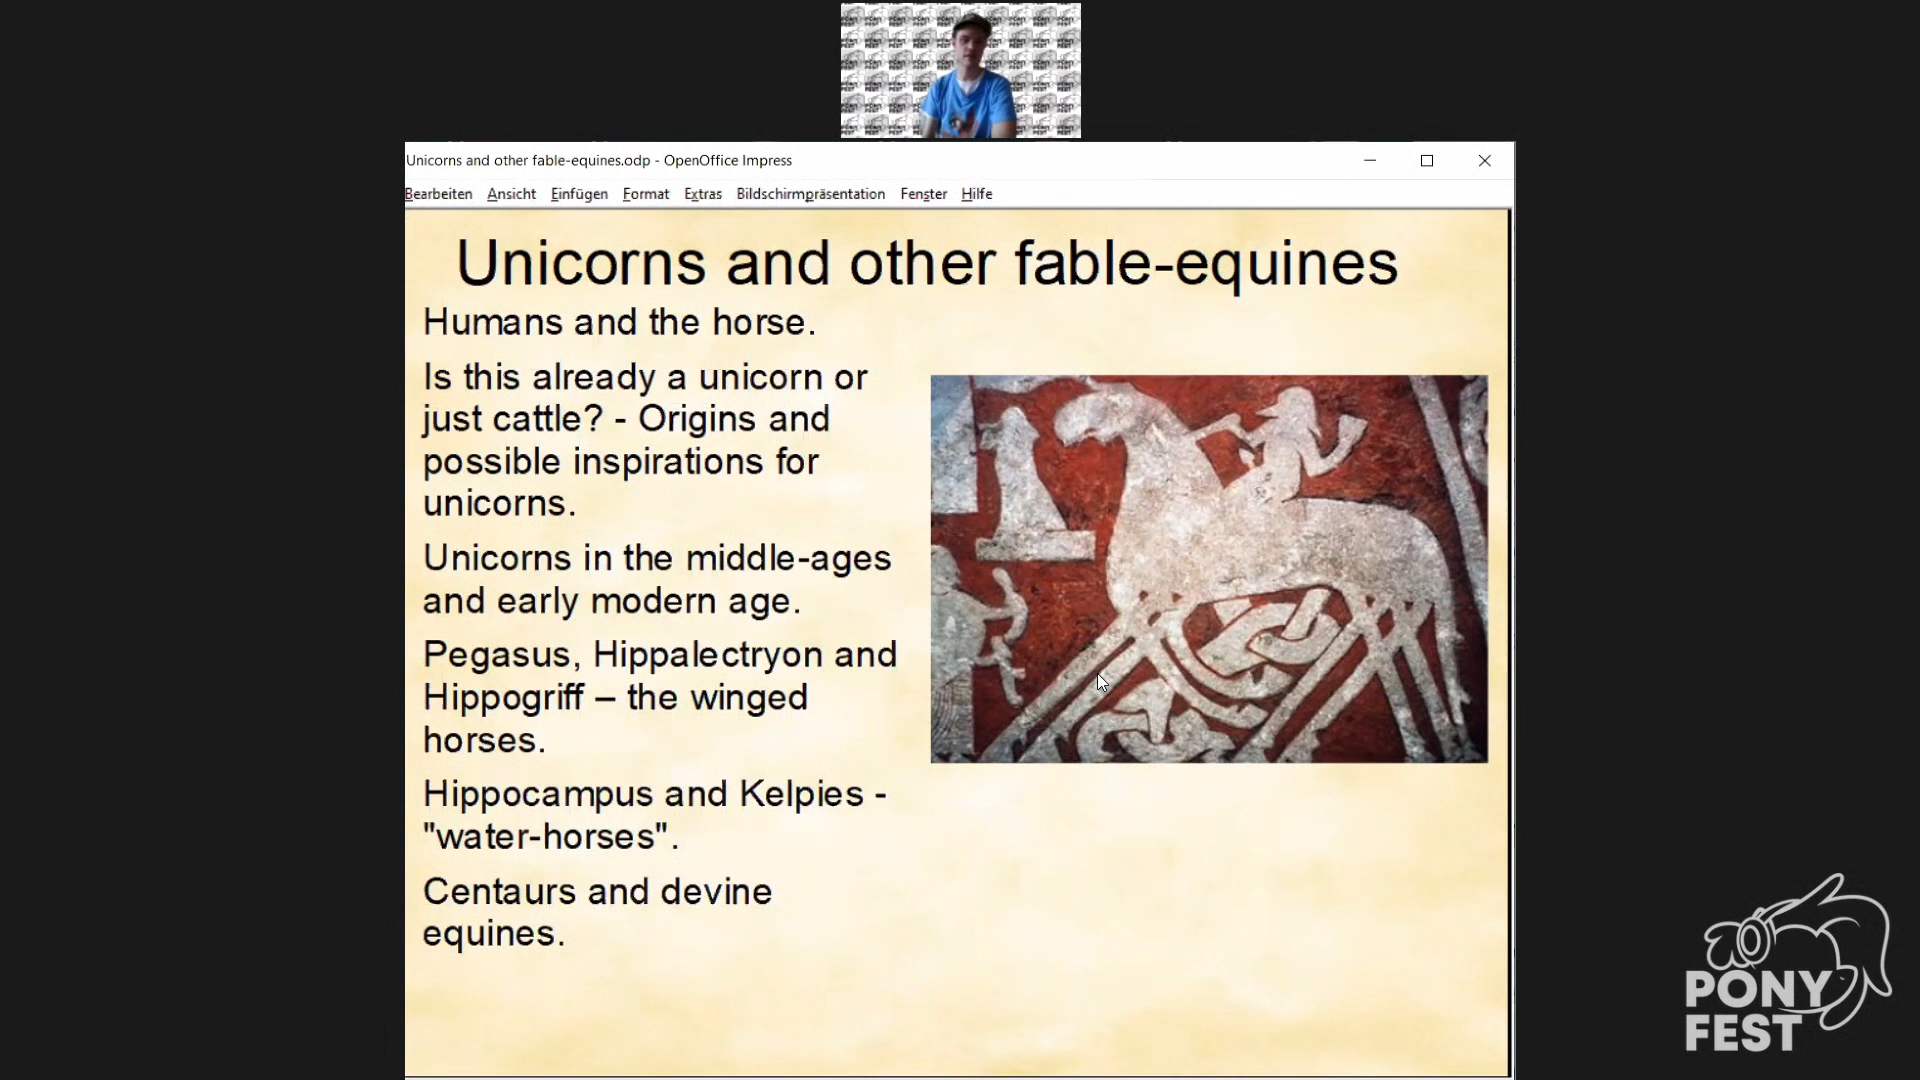 Unicorns and other fable-equines.odp - OpenOffice Impress
Bearbeiten Ansicht Einfügen Format Extras Bildschirmpräsentation Fenster Hilfe
Unicorns and other fable-equines
Humans and the horse.
Is this already a unicorn or
just cattle? - Origins and
possible inspirations for
unicorns.
Unicorns in the middle-ages
and early modern age.
Pegasus, Hippalectryon and
Hippogriff – the winged
horses.
Hippocampus and Kelpies -
"water-horses".
Centaurs and devine
equines.
PONY
FEST